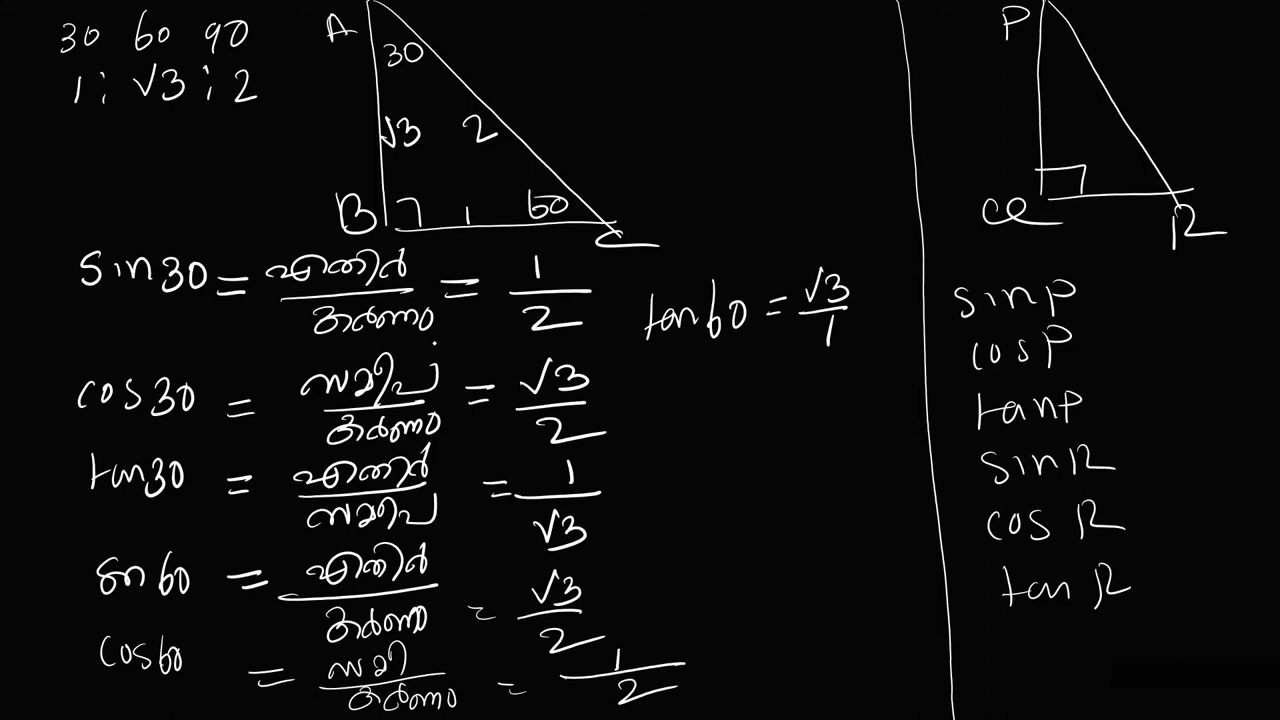 30 60 90
1 : √3 : 2
A
30
√3 2
B 1 60 C
sin30 = എതിർ/കർണം = 1/2
tan60 = √3/1
cos30 = സമീപം/കർണം = √3/2
tan30 = എതിർ/സമീപ = 1/√3
sin60 = എതിർ/കർണം = √3/2
cos60 = സമീ/കർണം = 1/2
P
Q R
sinP
cosP
tanP
sinR
cosR
tanR